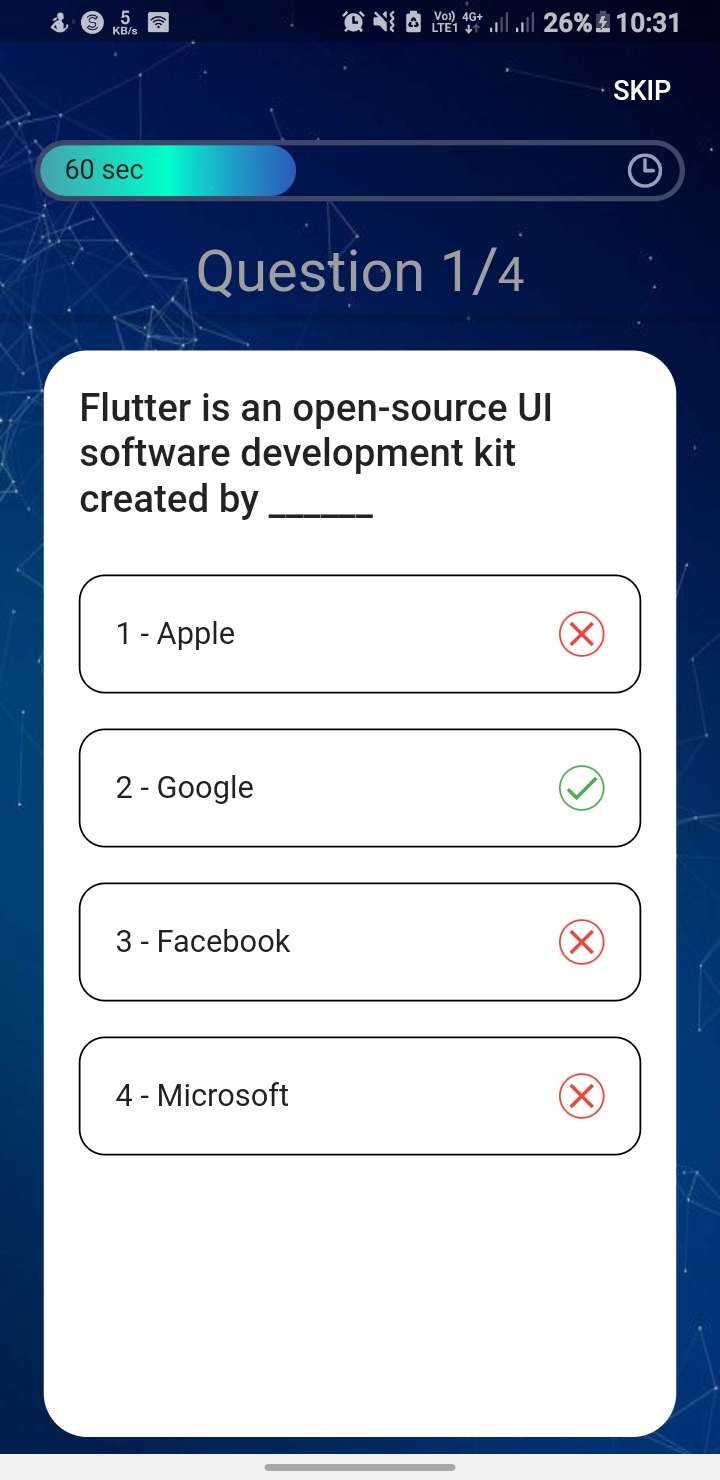 5
KB/s
Vo)) 4G+
LTE1
26% 10:31
SKIP
60 sec
Question 1/4
Flutter is an open-source UI
software development kit
created by ______
1 - Apple
2 - Google
3 - Facebook
4 - Microsoft